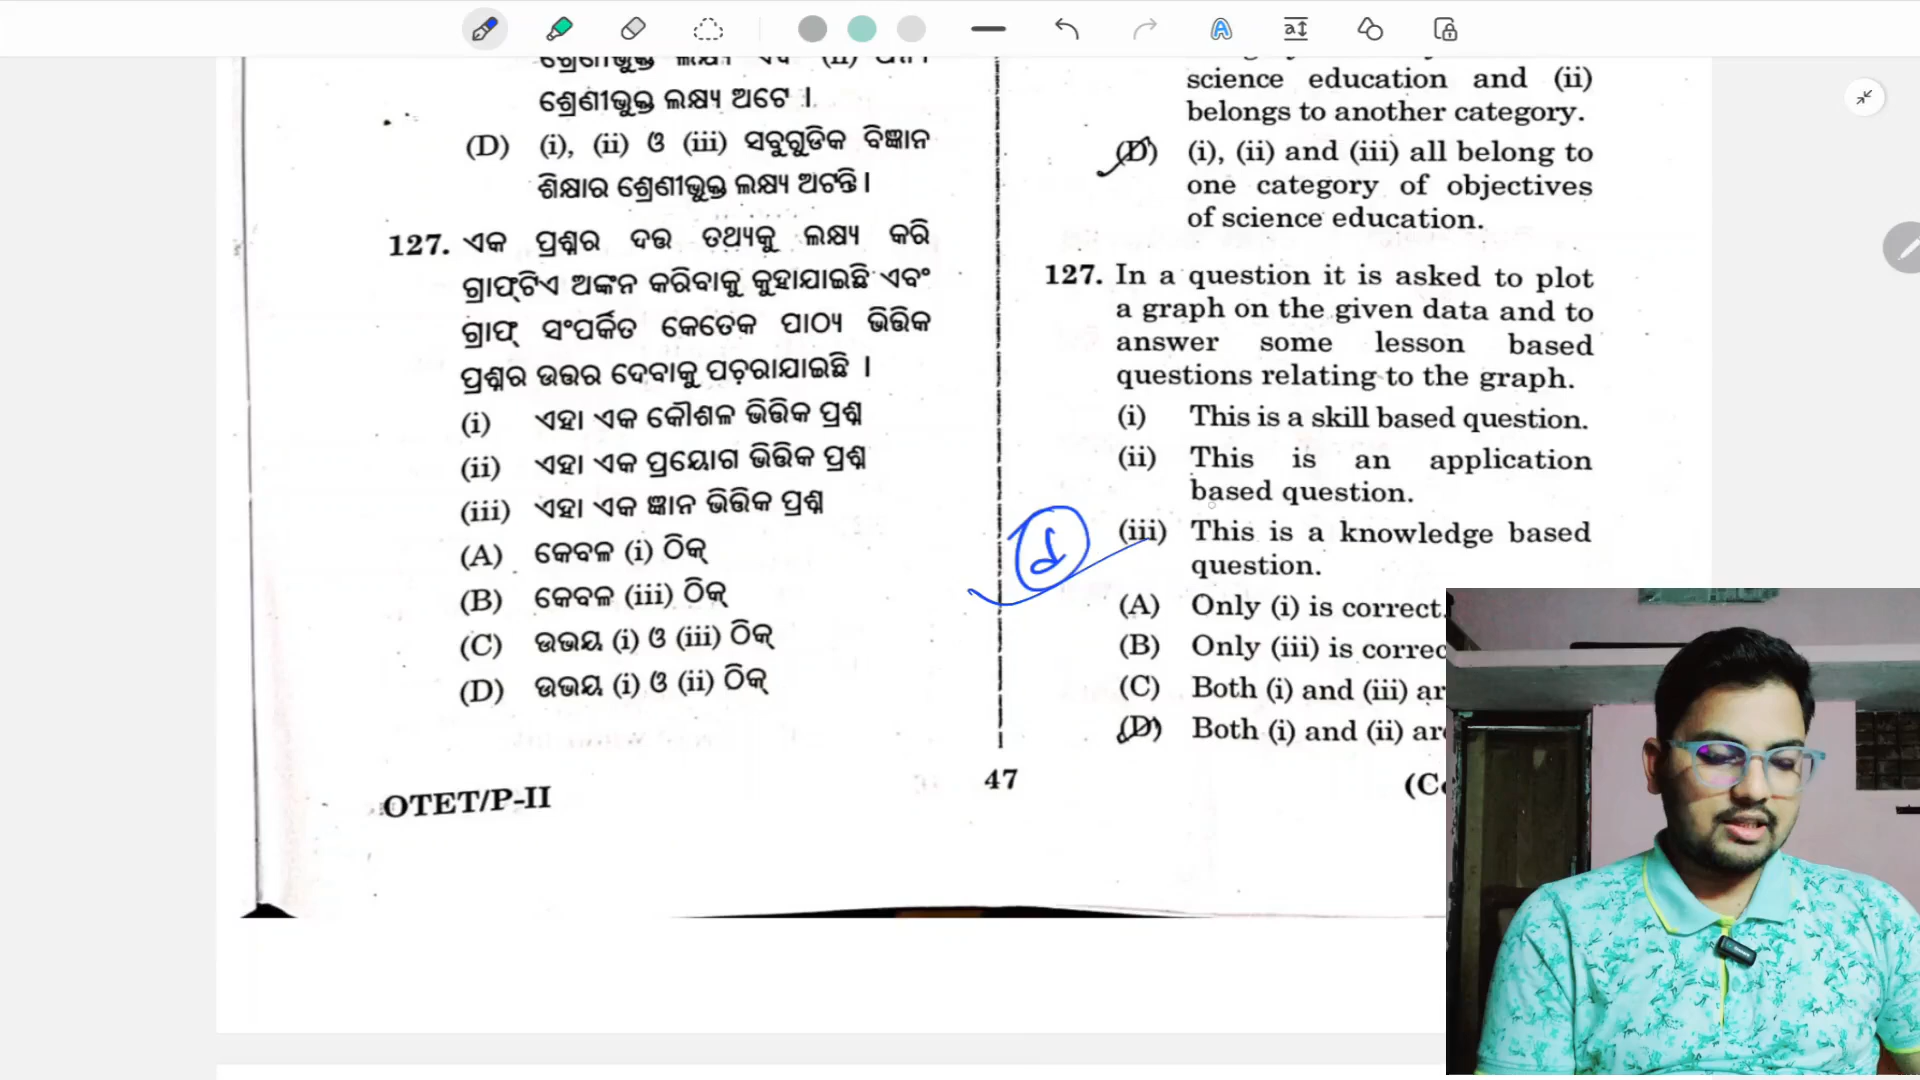 ଶ୍ରେଣୀଭୁକ୍ତ ଲକ୍ଷ୍ୟ ଅଟେ ।
(D) (i), (ii) ଓ (iii) ସବୁଗୁଡିକ ବିଜ୍ଞାନ
ଶିକ୍ଷାର ଶ୍ରେଣୀଭୁକ୍ତ ଲକ୍ଷ୍ୟ ଅଟନ୍ତି ।
127. ଏକ ପ୍ରଶ୍ନର ଦତ୍ତ ତଥ୍ୟକୁ ଲକ୍ଷ୍ୟ କରି
ଗ୍ରାଫ୍‌ଟିଏ ଅଙ୍କନ କରିବାକୁ କୁହାଯାଇଛି ଏବଂ
ଗ୍ରାଫ୍ ସଂପର୍କିତ କେତେକ ପାଠ୍ୟ ଭିତ୍ତିକ
ପ୍ରଶ୍ନର ଉତ୍ତର ଦେବାକୁ ପଚ଼ରାଯାଇଛି ।
(i) ଏହା ଏକ କୌଶଳ ଭିତ୍ତିକ ପ୍ରଶ୍ନ
(ii) ଏହା ଏକ ପ୍ରୟୋଗ ଭିତ୍ତିକ ପ୍ରଶ୍ନ
(iii) ଏହା ଏକ ଜ୍ଞାନ ଭିତ୍ତିକ ପ୍ରଶ୍ନ
(A) କେବଳ (i) ଠିକ୍
(B) କେବଳ (iii) ଠିକ୍
(C) ଉଭୟ (i) ଓ (iii) ଠିକ୍
(D) ଉଭୟ (i) ଓ (ii) ଠିକ୍
OTET/P-II
47
science education and (ii)
belongs to another category.
(D) (i), (ii) and (iii) all belong to
one category of objectives
of science education.
127. In a question it is asked to plot
a graph on the given data and to
answer some lesson based
questions relating to the graph.
(i) This is a skill based question.
(ii) This is an application
based question.
d
(iii) This is a knowledge based
question.
(A) Only (i) is correct.
(B) Only (iii) is correc
(C) Both (i) and (iii) ar
(D) Both (i) and (ii) are